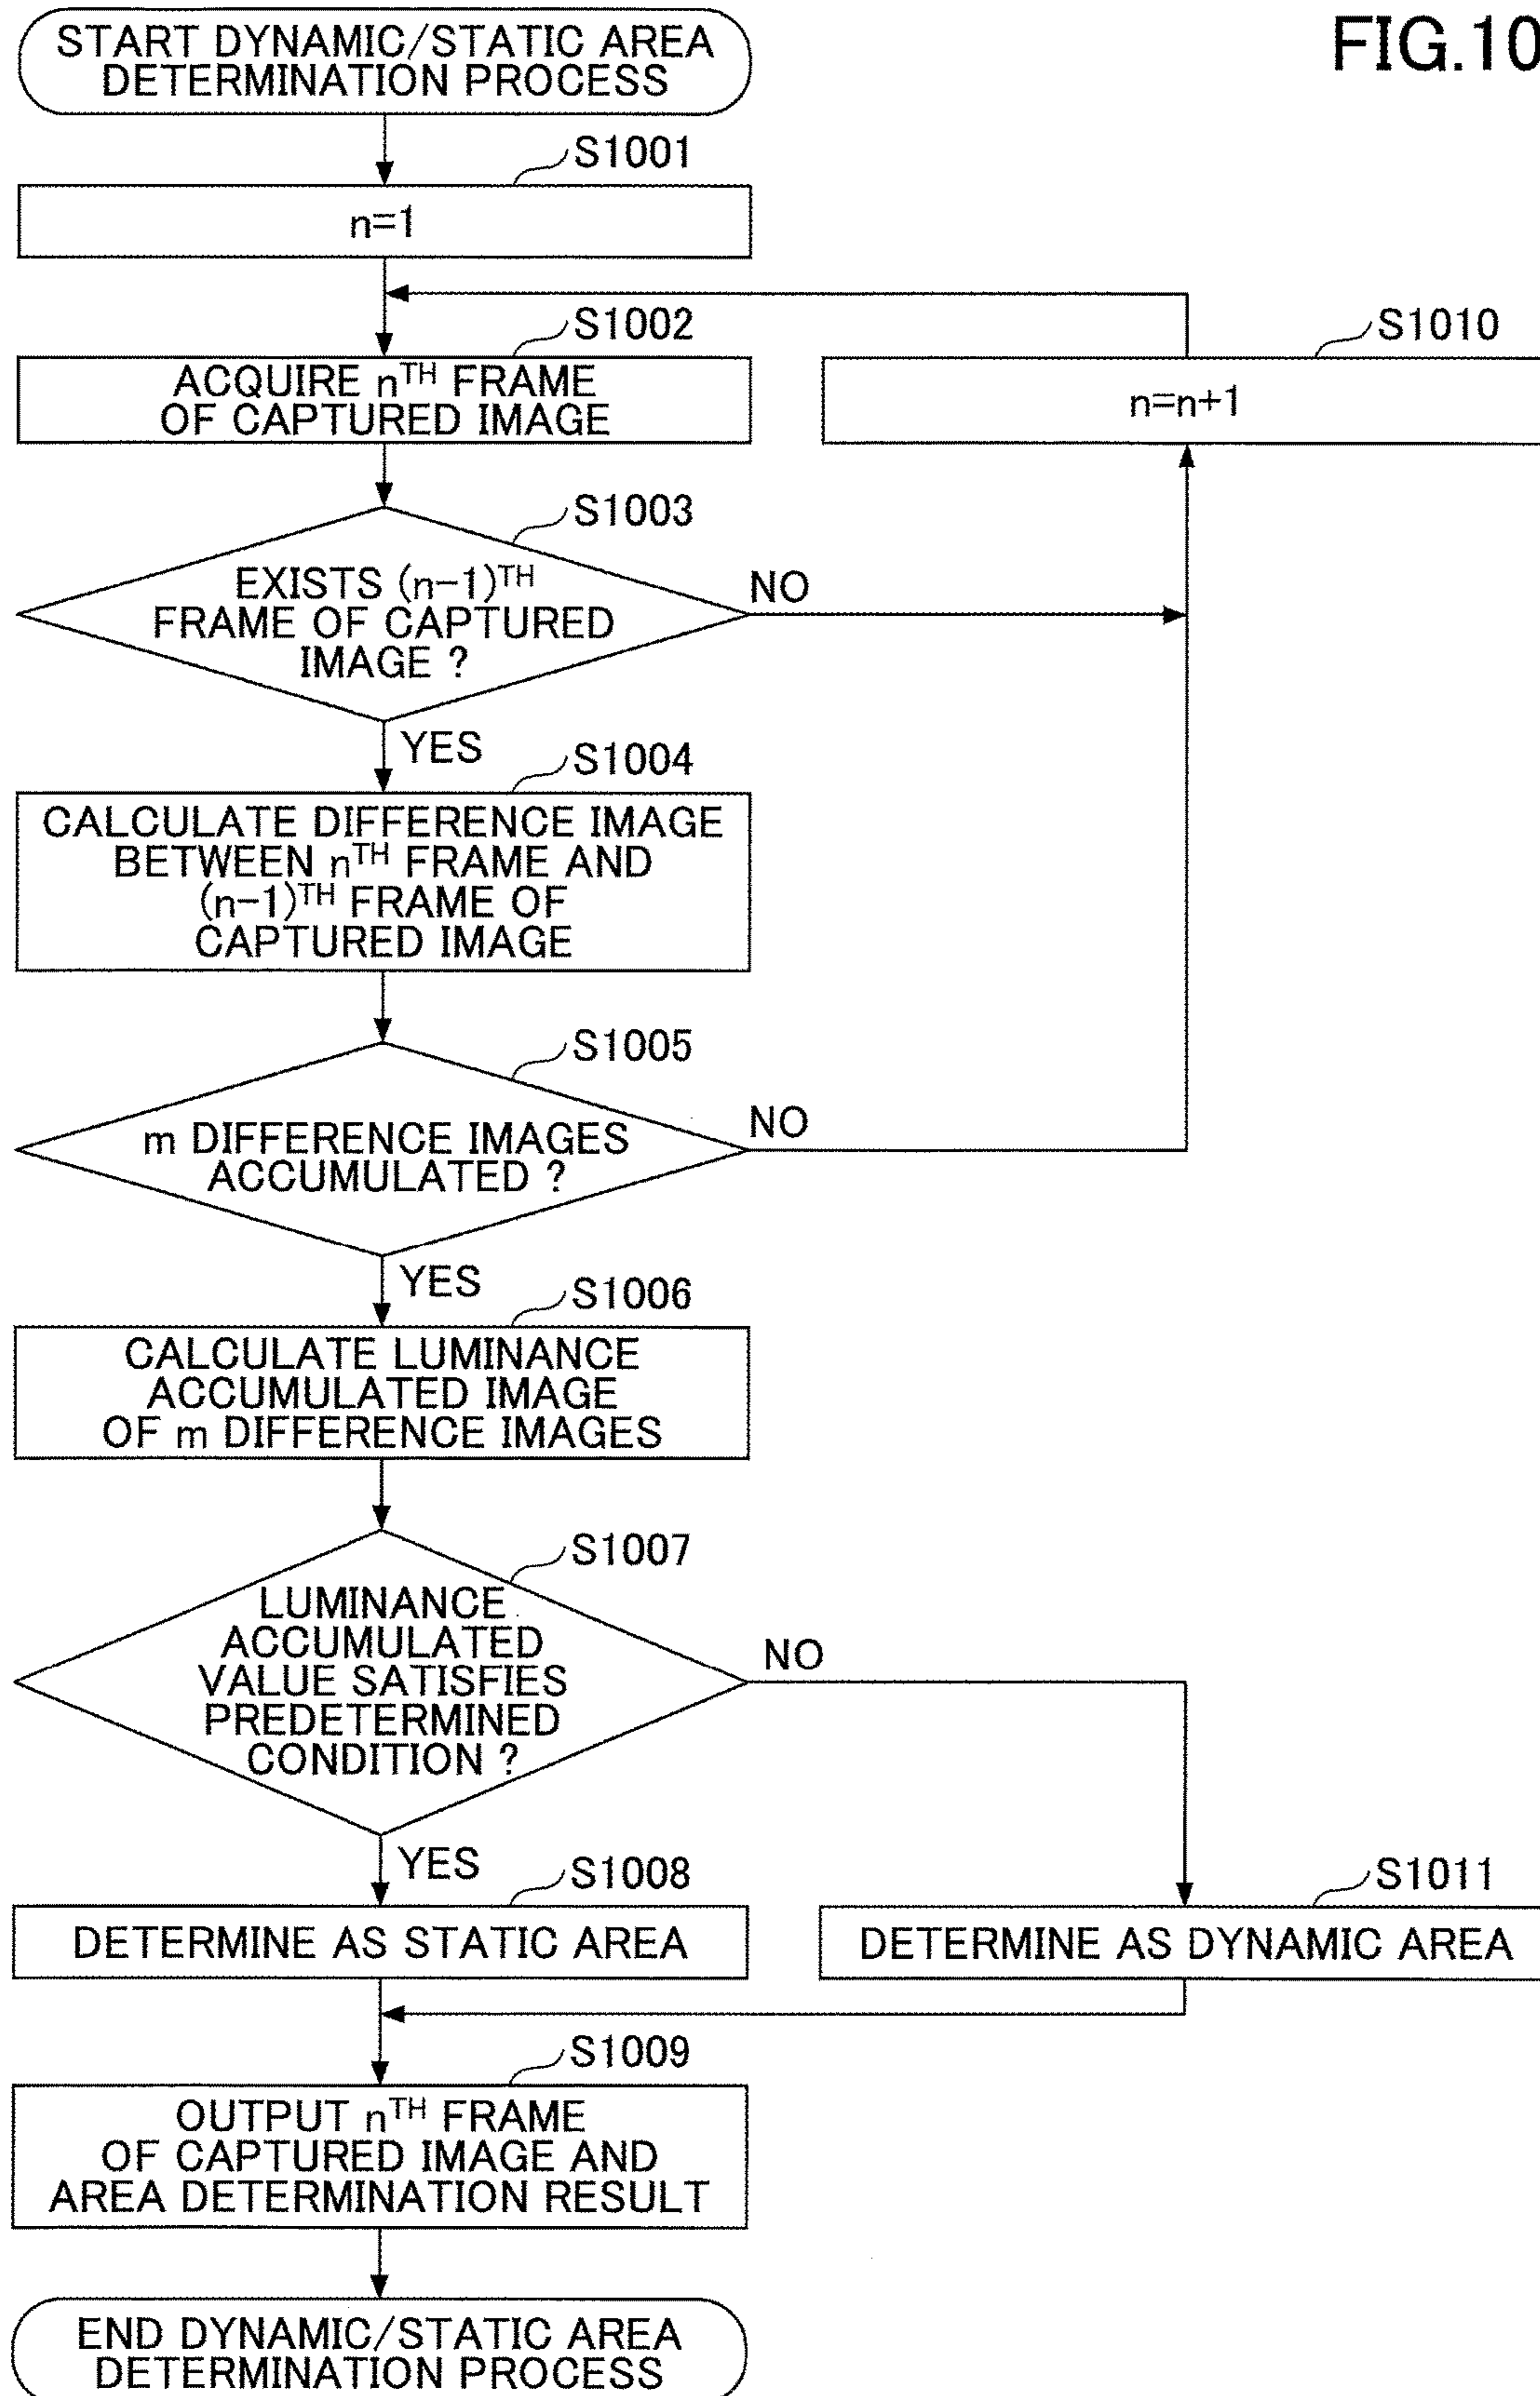 FIG.10
START DYNAMIC/STATIC AREA
DETERMINATION PROCESS
S1001
n=1
S1002
ACQUIRE nTH FRAME
OF CAPTURED IMAGE
S1010
n=n+1
S1003
EXISTS (n-1)TH
FRAME OF CAPTURED
IMAGE ?
NO
YES
S1004
CALCULATE DIFFERENCE IMAGE
BETWEEN nTH FRAME AND
(n-1)TH FRAME OF
CAPTURED IMAGE
S1005
m DIFFERENCE IMAGES
ACCUMULATED ?
NO
YES
S1006
CALCULATE LUMINANCE
ACCUMULATED IMAGE
OF m DIFFERENCE IMAGES
S1007
LUMINANCE
ACCUMULATED
VALUE SATISFIES
PREDETERMINED
CONDITION ?
NO
YES
S1008
DETERMINE AS STATIC AREA
S1011
DETERMINE AS DYNAMIC AREA
S1009
OUTPUT nTH FRAME
OF CAPTURED IMAGE AND
AREA DETERMINATION RESULT
END DYNAMIC/STATIC AREA
DETERMINATION PROCESS